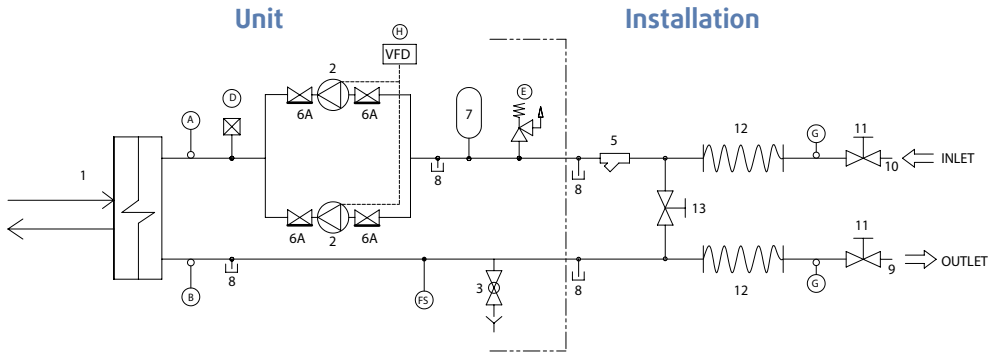 Unit Installation
H
VFD
2
A
D
6A 6A
7
E
5
12
G
11
10
INLET
1
8
8
6A 6A
2
13
11
B
8
FS
3
8
12
G
9
OUTLET